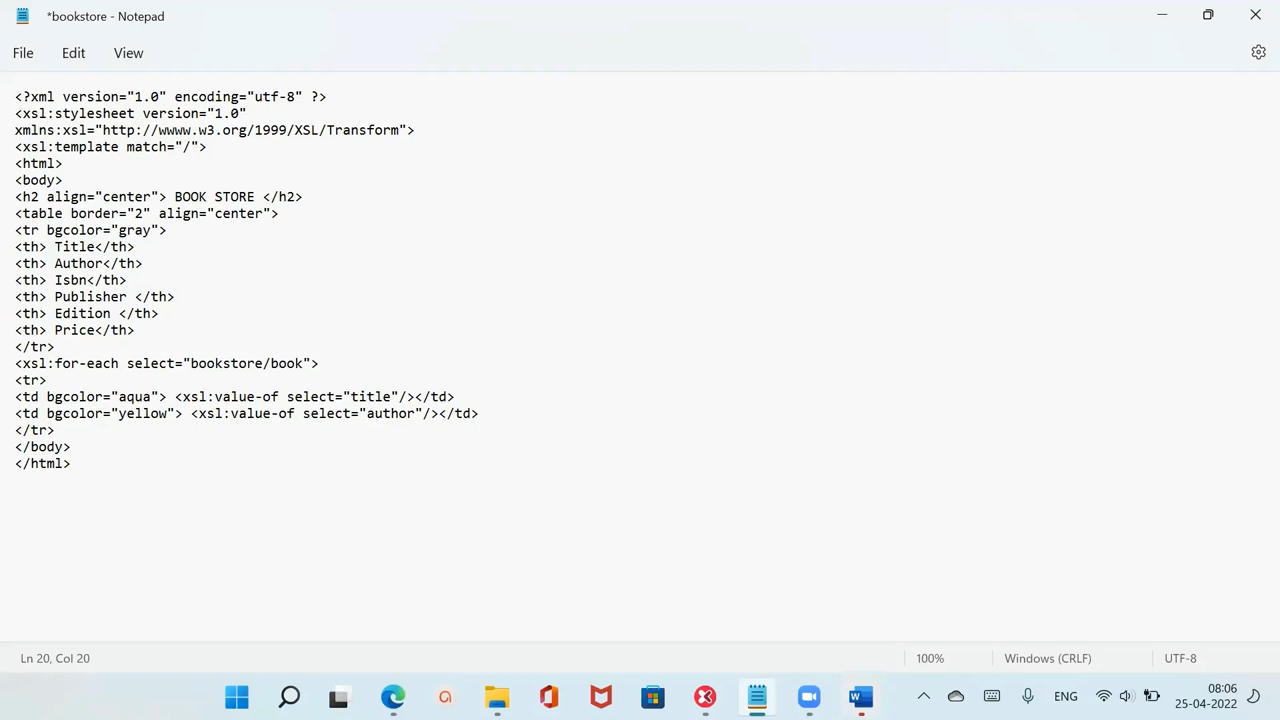 *bookstore - Notepad
File Edit View
<?xml version="1.0" encoding="utf-8" ?>
<xsl:stylesheet version="1.0"
xmlns:xsl="http://wwww.w3.org/1999/XSL/Transform">
<xsl:template match="/">
<html>
<body>
<h2 align="center"> BOOK STORE </h2>
<table border="2" align="center">
<tr bgcolor="gray">
<th> Title</th>
<th> Author</th>
<th> Isbn</th>
<th> Publisher </th>
<th> Edition </th>
<th> Price</th>
</tr>
<xsl:for-each select="bookstore/book">
<tr>
<td bgcolor="aqua"> <xsl:value-of select="title"/></td>
<td bgcolor="yellow"> <xsl:value-of select="author"/></td>
</tr>
</body>
</html>
Ln 20, Col 20 100% Windows (CRLF) UTF-8
ENG
08:06
25-04-2022